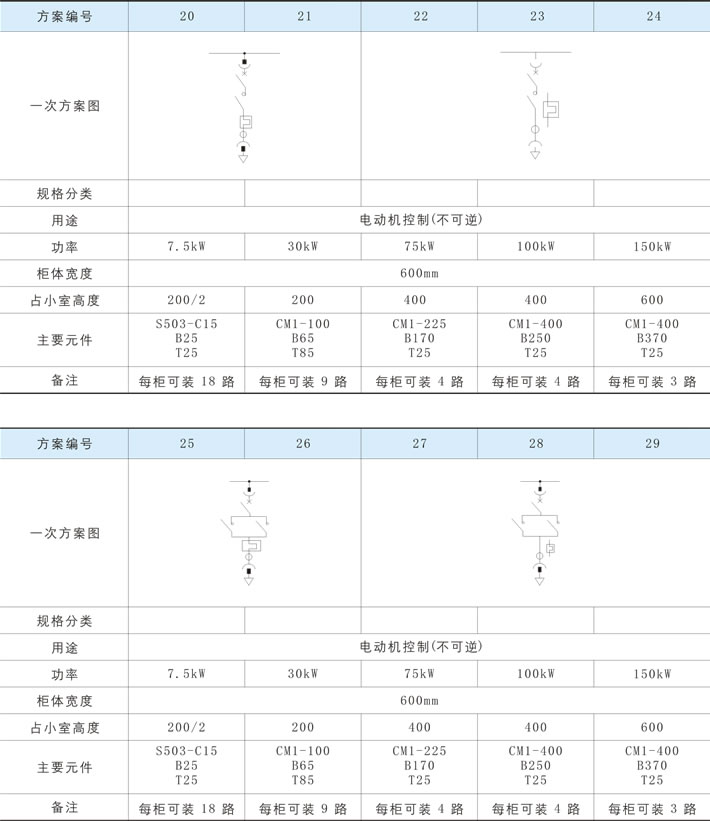 方案编号 20 21 22 23 24
一次方案图
规格分类
用途 电动机控制(不可逆)
功率 7.5kW 30kW 75kW 100kW 150kW
柜体宽度 600mm
占小室高度 200/2 200 400 400 600
S503-C15 CM1-100 CM1-225 CM1-400 CM1-400
主要元件 B25 B65 B170 B250 B370
T25 T85 T25 T25 T25
备注 每柜可装 18 路 每柜可装 9 路 每柜可装 4 路 每柜可装 4 路 每柜可装 3 路
方案编号 25 26 27 28 29
一次方案图
规格分类
用途 电动机控制(不可逆)
功率 7.5kW 30kW 75kW 100kW 150kW
柜体宽度 600mm
占小室高度 200/2 200 400 400 600
S503-C15 CM1-100 CM1-225 CM1-400 CM1-400
主要元件 B25 B65 B170 B250 B370
T25 T85 T25 T25 T25
备注 每柜可装 18 路 每柜可装 9 路 每柜可装 4 路 每柜可装 4 路 每柜可装 3 路